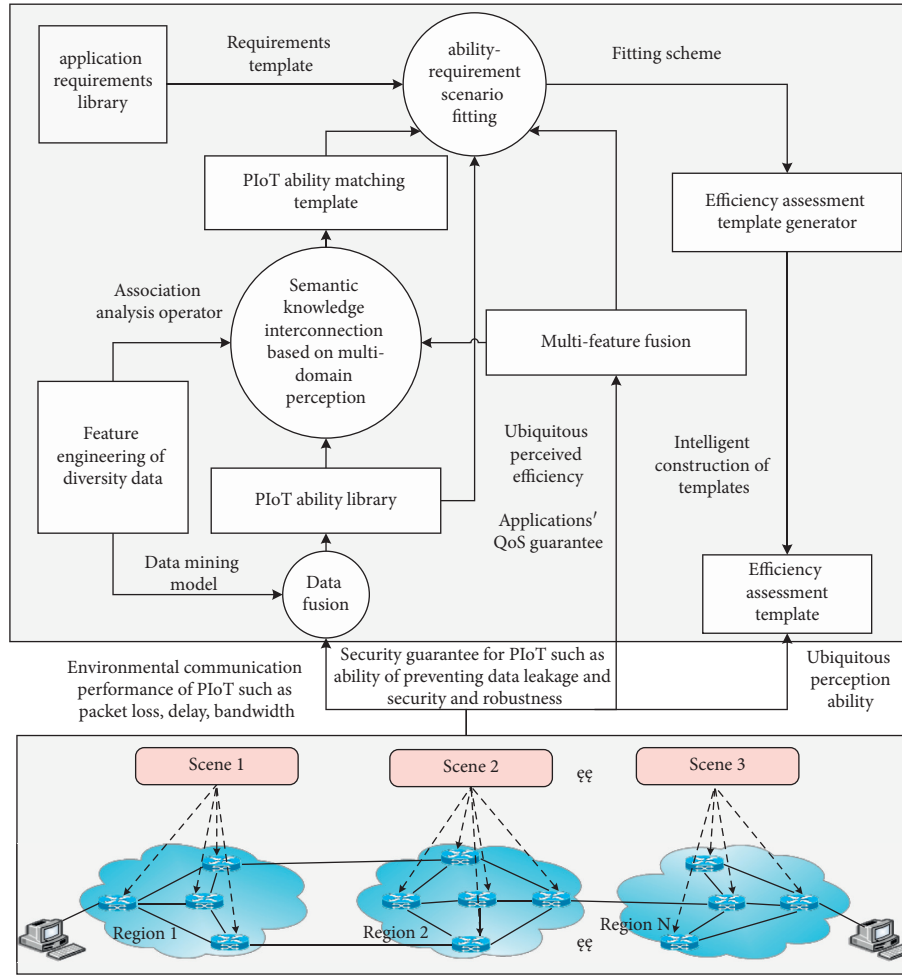 application
requirements
library
Requirements
template
ability-
requirement
scenario
fitting
Fitting scheme
PIoT ability matching
template
Efficiency assessment
template generator
Association
analysis operator
Semantic
knowledge
interconnection
based on multi-
domain
perception
Multi-feature fusion
Feature
engineering of
diversity data
Ubiquitous
perceived
efficiency
Applications′
QoS guarantee
Intelligent
construction of
templates
PIoT ability library
Data mining
model
Data
fusion
Efficiency
assessment
template
Environmental communication
performance of PIoT such as
packet loss, delay, bandwidth
Security guarantee for PIoT such as
ability of preventing data leakage and
security and robustness
Ubiquitous
perception
ability
Scene 1
Scene 2
ęę
Scene 3
Region 1
Region 2
ęę
Region N